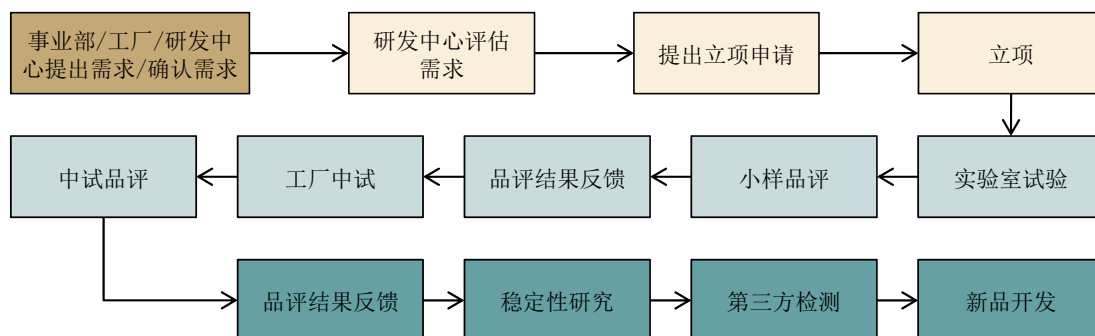 事业部/工厂/研发中
心提出需求/确认需求
研发中心评估
需求
提出立项申请
立项
实验室试验
小样品评
品评结果反馈
工厂中试
中试品评
品评结果反馈
稳定性研究
第三方检测
新品开发